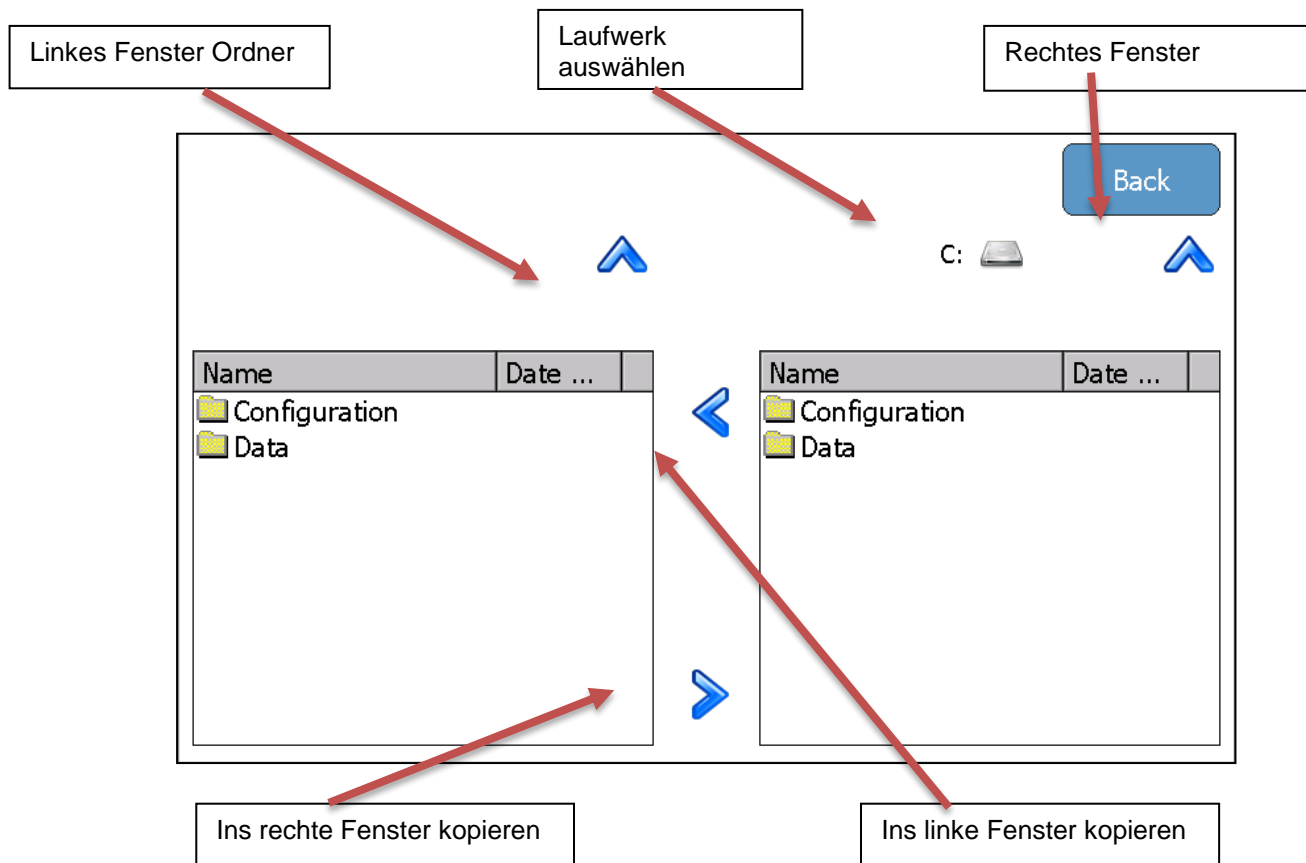 Linkes Fenster Ordner
Laufwerk
auswählen
Rechtes Fenster
Back
C:
Name Date ...
Configuration
Data
Name Date ...
Configuration
Data
Ins rechte Fenster kopieren
Ins linke Fenster kopieren